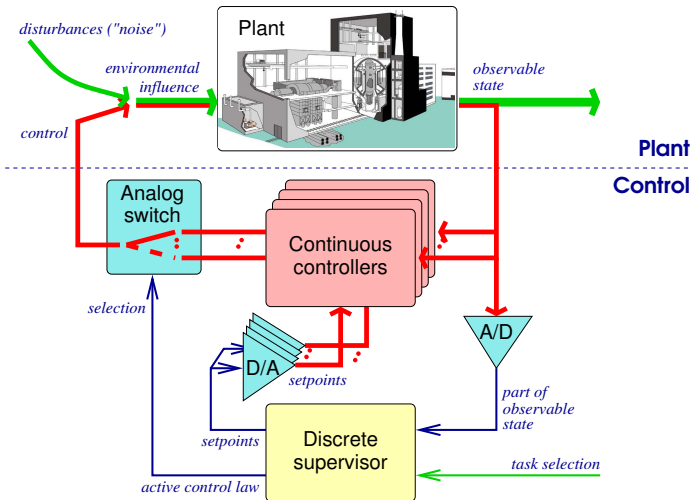 disturbances ("noise")
Plant
environmental
influence
observable
state
control
Plant
Control
Analog
switch
Continuous
controllers
selection
A/D
D/A
setpoints
part of
observable
state
setpoints
Discrete
supervisor
task selection
active control law